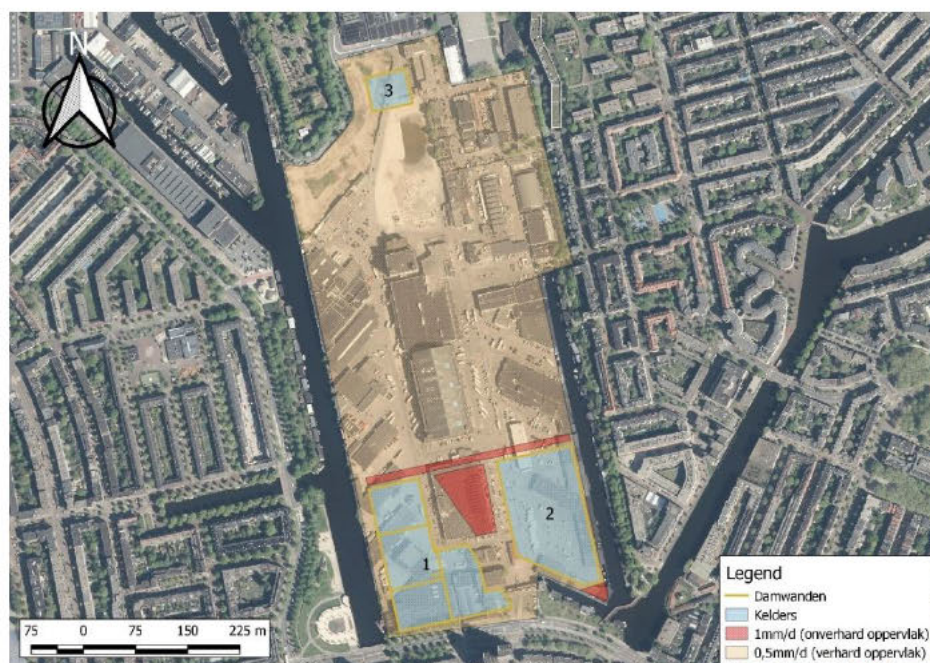 N
3
2
1
75 0 75 150 225 m
Legend
Damwanden
Kelders
1mm/d (onverhard oppervlak)
0,5mm/d (verhard oppervlak)